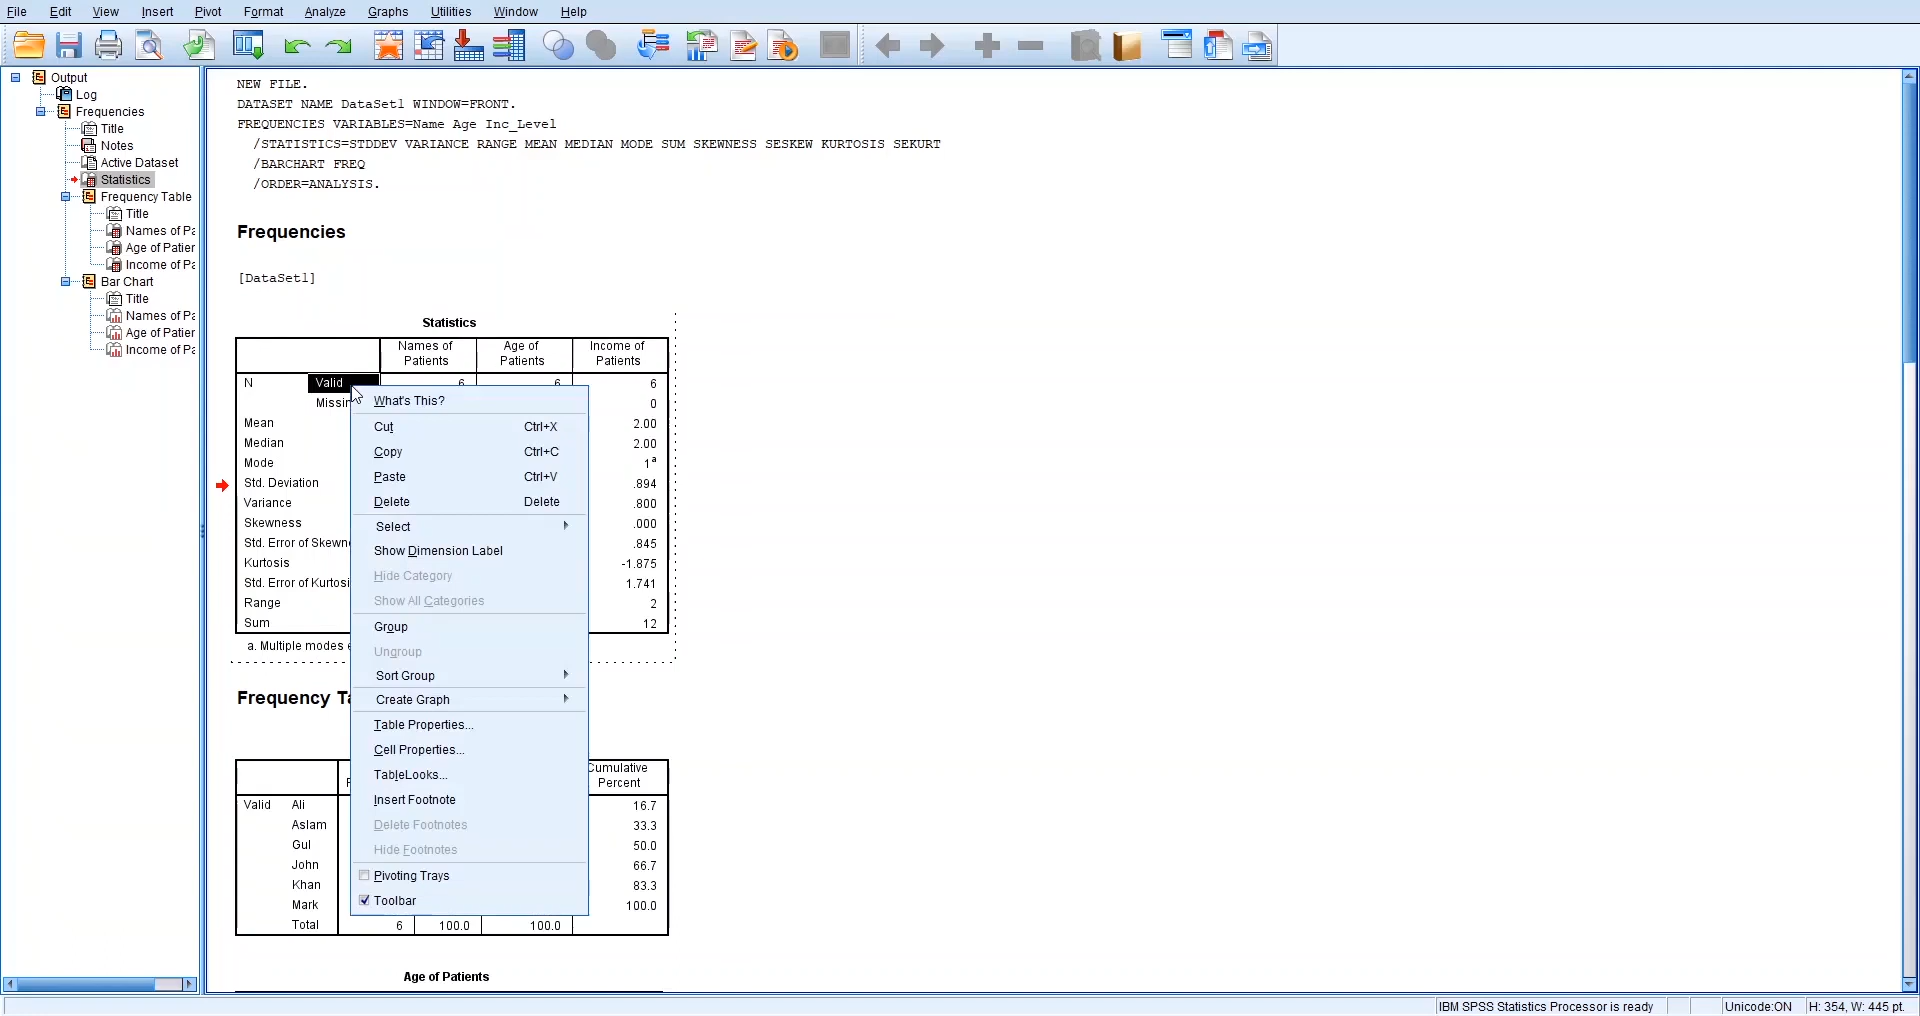 File Edit View Insert Pivot Format Analyze Graphs Utilities Window Help
Output
Log
Frequencies
Title
Notes
Active Dataset
Statistics
Frequency Table
Title
Names of Pa
Age of Patien
Income of Pa
Bar Chart
Title
Names of Pa
Age of Patien
Income of Pa
NEW FILE.
DATASET NAME DataSet1 WINDOW=FRONT.
FREQUENCIES VARIABLES=Name Age Inc_Level
/STATISTICS=STDDEV VARIANCE RANGE MEAN MEDIAN MODE SUM SKEWNESS SESKEW KURTOSIS SEKURT
/BARCHART FREQ
/ORDER=ANALYSIS.
Frequencies
[DataSet1]
Statistics
Names of Patients Age of Patients Income of Patients
N Valid 6 6 6
Missin 0
Mean 2.00
Median 2.00
Mode 1a
Std. Deviation .894
Variance .800
Skewness .000
Std. Error of Skewn .845
Kurtosis -1.875
Std. Error of Kurtosi 1.741
Range 2
Sum 12
a. Multiple modes e
What's This?
Cut Ctrl+X
Copy Ctrl+C
Paste Ctrl+V
Delete Delete
Select
Show Dimension Label
Hide Category
Show All Categories
Group
Ungroup
Sort Group
Create Graph
Table Properties...
Cell Properties...
TableLooks...
Insert Footnote
Delete Footnotes
Hide Footnotes
Pivoting Trays
Toolbar
Frequency Ta
Cumulative Percent
Valid Ali 16.7
Aslam 33.3
Gul 50.0
John 66.7
Khan 83.3
Mark 100.0
Total 6 100.0 100.0
Age of Patients
IBM SPSS Statistics Processor is ready Unicode:ON H: 354, W: 445 pt.